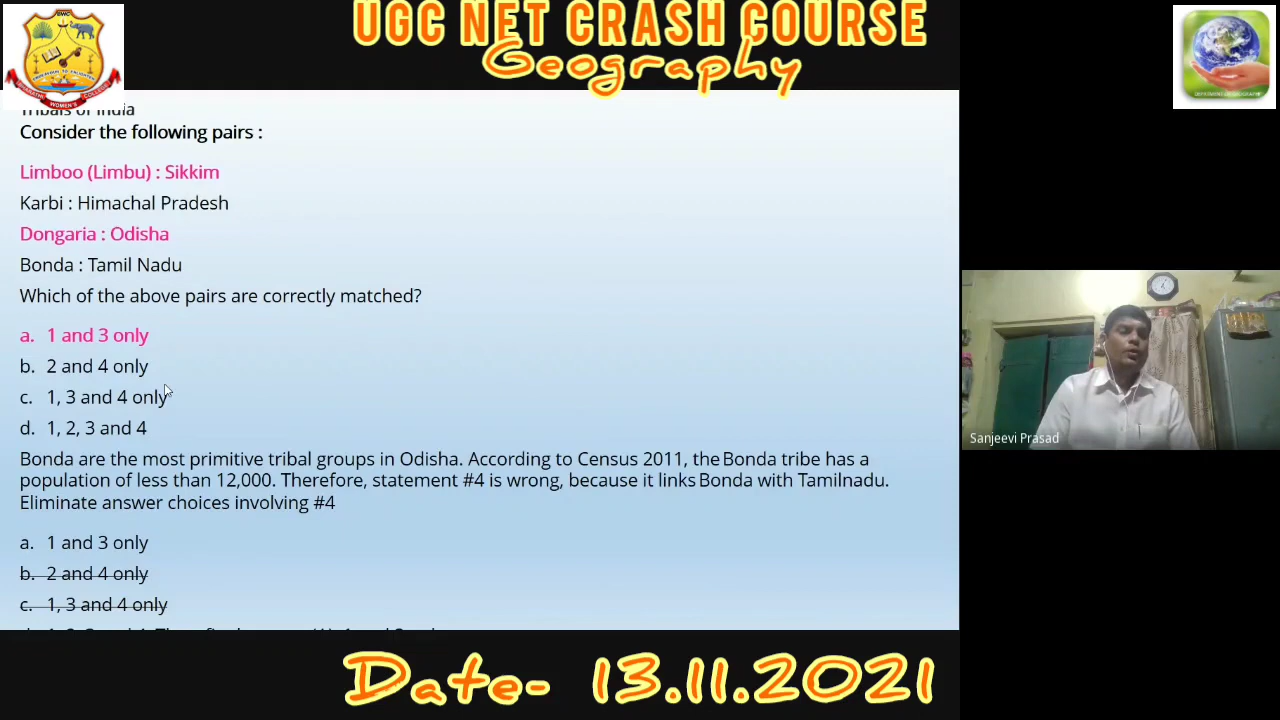 UGC NET CRASH COURSE
Geography
Tribals of India
Consider the following pairs :
Limboo (Limbu) : Sikkim
Karbi : Himachal Pradesh
Dongaria : Odisha
Bonda : Tamil Nadu
Which of the above pairs are correctly matched?
a. 1 and 3 only
b. 2 and 4 only
c. 1, 3 and 4 only
d. 1, 2, 3 and 4
Bonda are the most primitive tribal groups in Odisha. According to Census 2011, the Bonda tribe has a
population of less than 12,000. Therefore, statement #4 is wrong, because it links Bonda with Tamilnadu.
Eliminate answer choices involving #4
a. 1 and 3 only
b. 2 and 4 only
c. 1, 3 and 4 only
Sanjeevi Prasad
Date- 13.11.2021